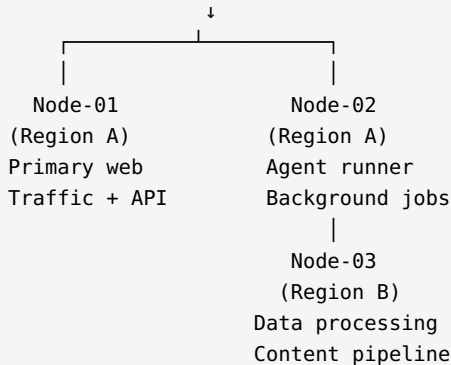 ↓
┌──────────┴──────────┐
│ │
Node-01 Node-02
(Region A) (Region A)
Primary web Agent runner
Traffic + API Background jobs
│
Node-03
(Region B)
Data processing
Content pipeline